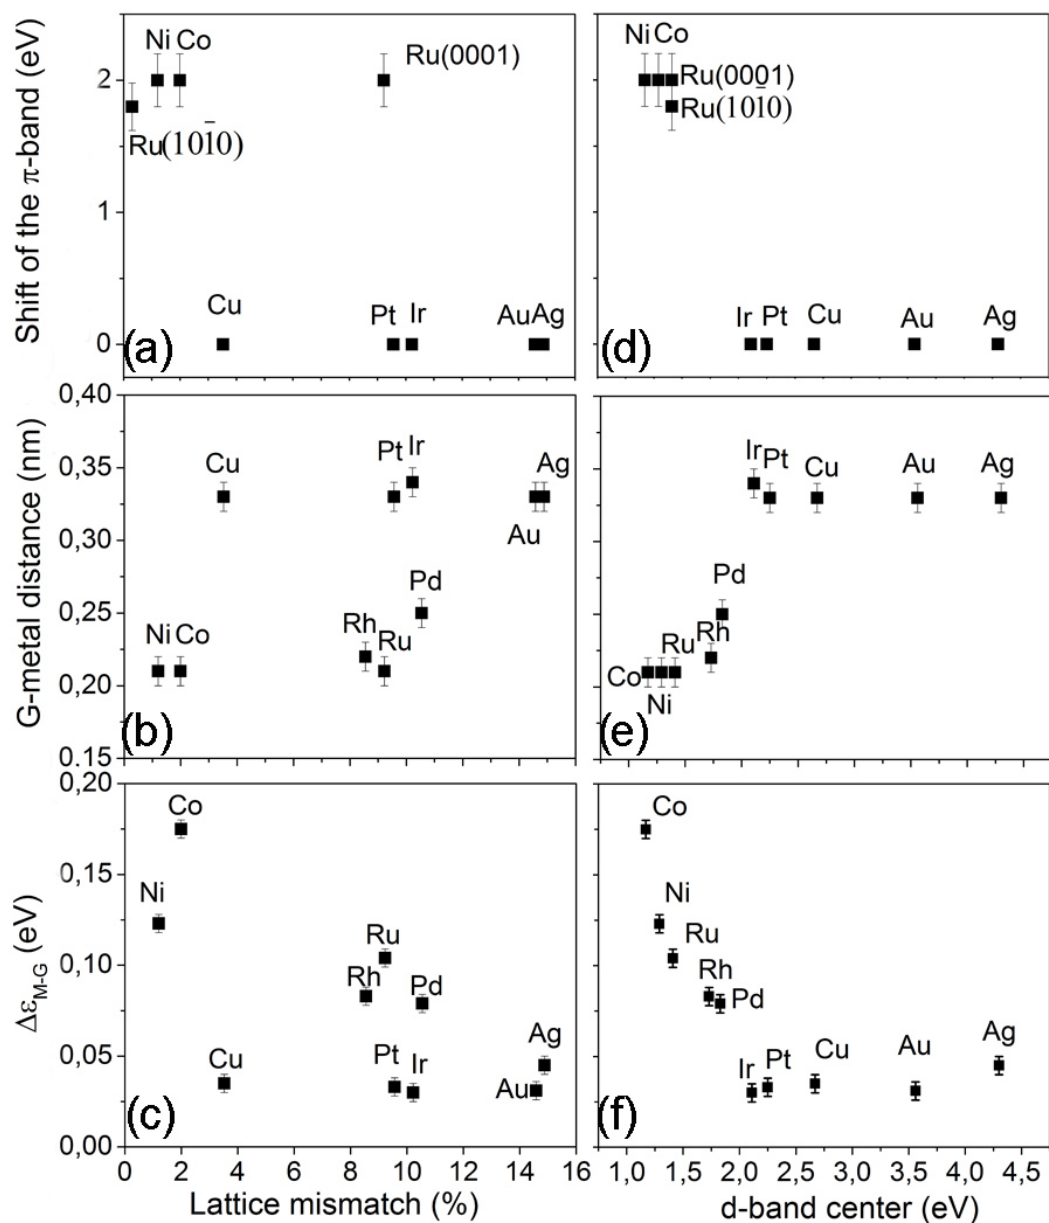 Shift of the π-band (eV)
2
1
0
Ni Co
Ru(0001)
Ru(101̄0)
Cu
Pt Ir
AuAg
(a)
Ni Co
Ru(0001)
Ru(101̄0)
Ir Pt Cu Au Ag
(d)
G-metal distance (nm)
0,40
0,35
0,30
0,25
0,20
0.15
Cu
Pt Ir
Ag
Au
Pd
Rh
Ru
Ni Co
(b)
Ir Pt Cu Au Ag
Pd
Ru Rh
Co
Ni
(e)
Δε_M-G (eV)
0,20
0,15
0,10
0,05
0,00
Co
Ni
Ru
Rh
Pd
Cu
Pt Ir
Ag
Au
(c)
0 2 4 6 8 10 12 14 16
Lattice mismatch (%)
Co
Ni
Ru
Rh
Pd
Ir Pt Cu Au Ag
(f)
1,0 1,5 2,0 2,5 3,0 3,5 4,0 4,5
d-band center (eV)